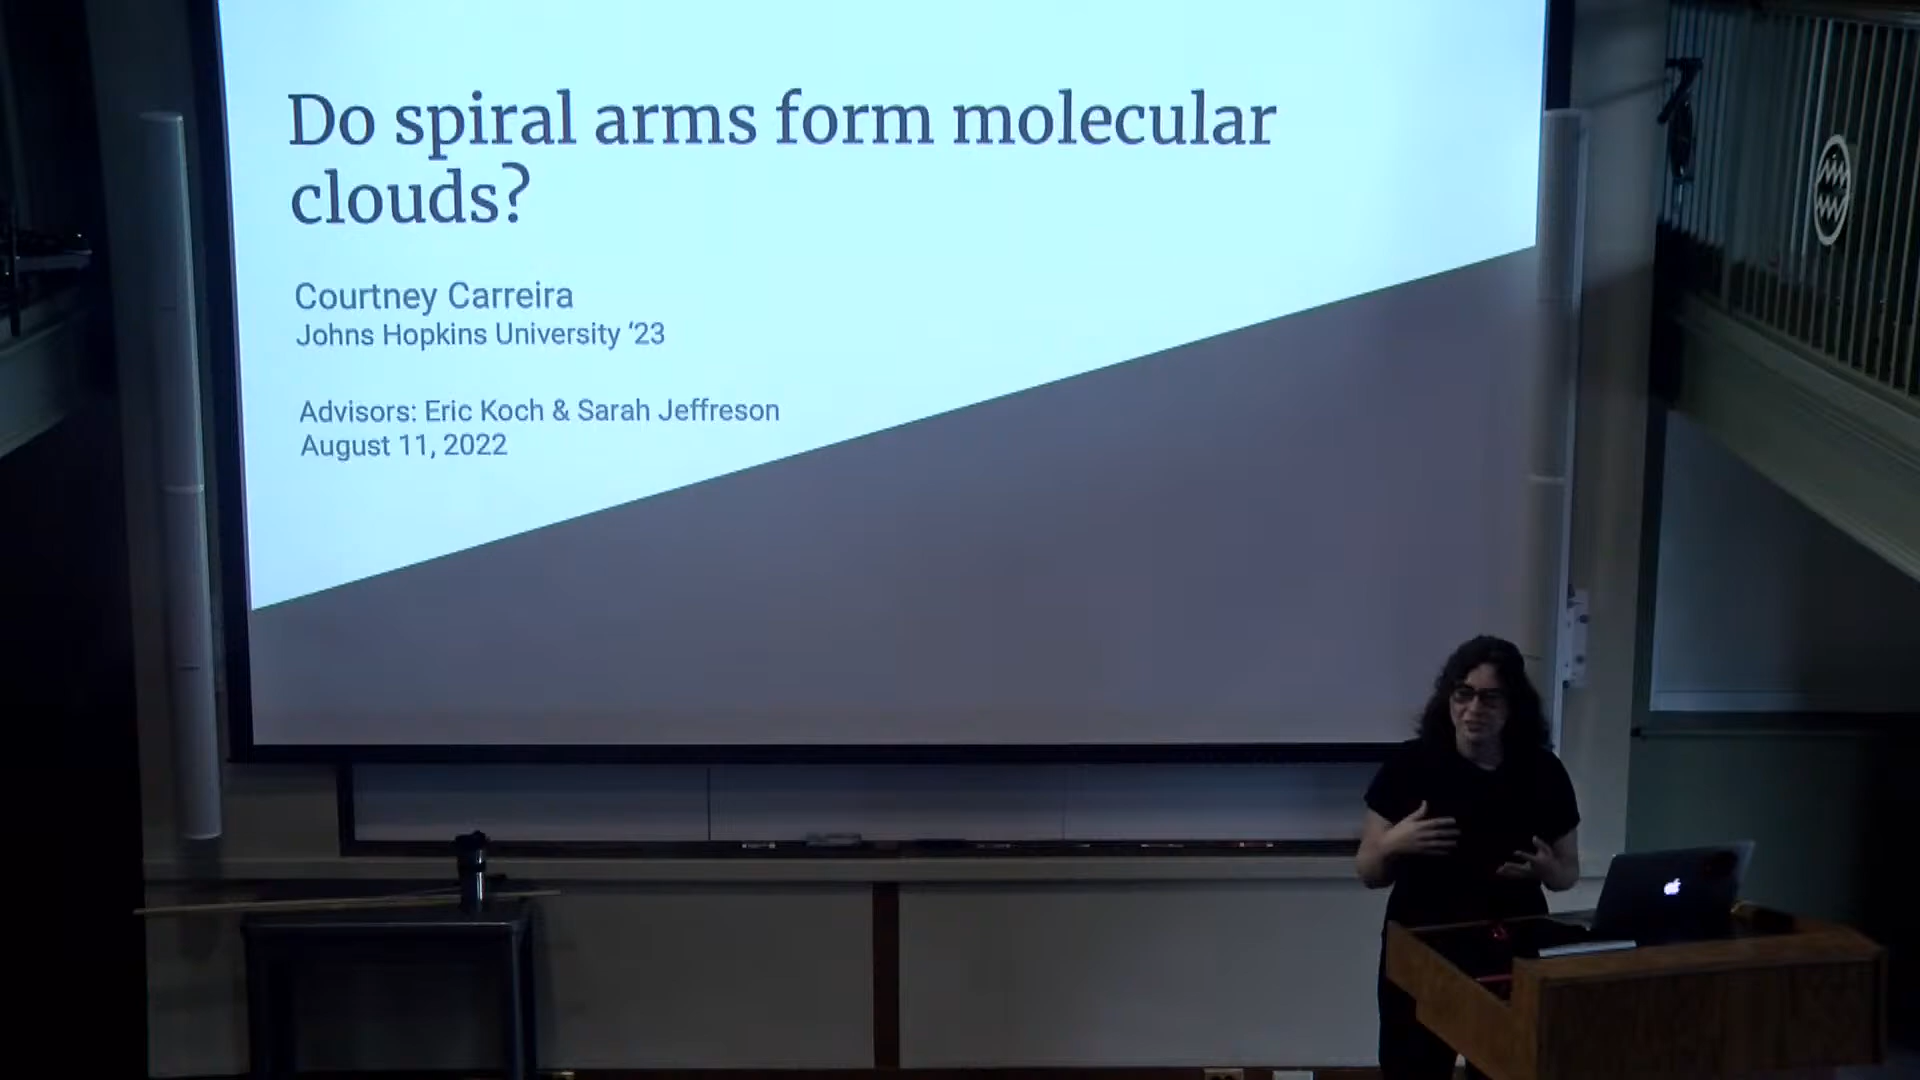 Do spiral arms form molecular
clouds?
Courtney Carreira
Johns Hopkins University ‘23
Advisors: Eric Koch & Sarah Jeffreson
August 11, 2022